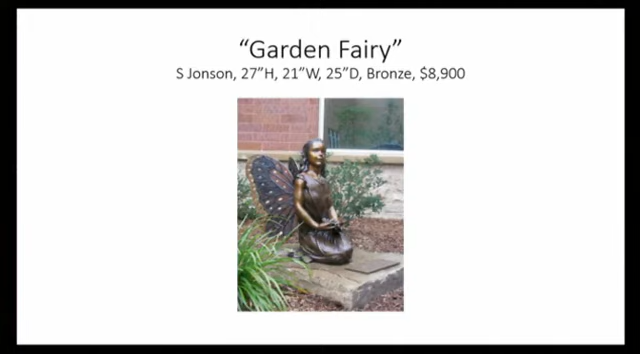 “Garden Fairy”
S Jonson, 27”H, 21”W, 25”D, Bronze, $8,900